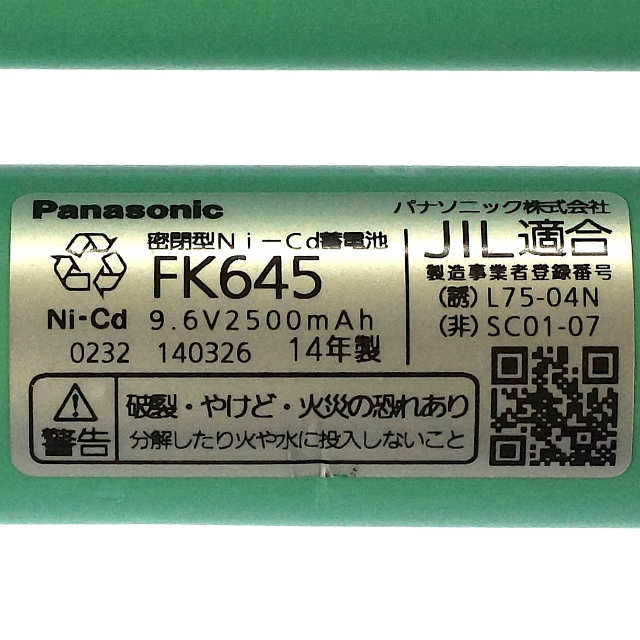 Panasonic
パナソニック株式会社
密閉型Ni-Cd蓄電池
FK645
JIL適合
製造事業者登録番号
Ni-Cd 9.6V2500mAh
(誘) L75-04N
(非) SC01-07
0232 140326 14年製
破裂・やけど・火災の恐れあり
警告 分解したり火や水に投入しないこと